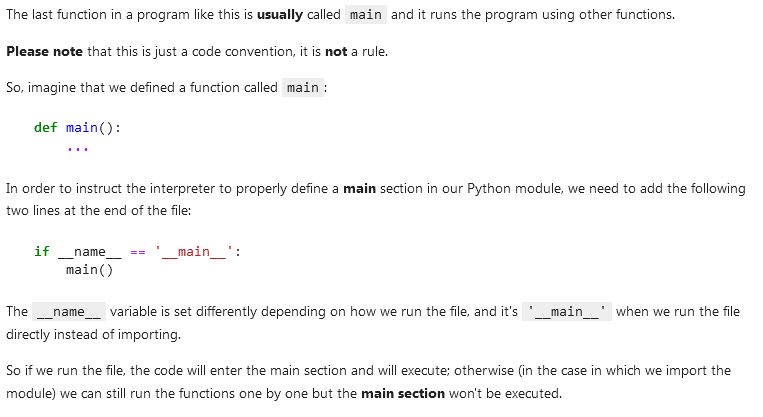 The last function in a program like this is usually called main and it runs the program using other functions.
Please note that this is just a code convention, it is not a rule.
So, imagine that we defined a function called main :
def main():
...
In order to instruct the interpreter to properly define a main section in our Python module, we need to add the following
two lines at the end of the file:
if __name__ == '__main__':
main()
The __name__ variable is set differently depending on how we run the file, and it's '__main__' when we run the file
directly instead of importing.
So if we run the file, the code will enter the main section and will execute; otherwise (in the case in which we import the
module) we can still run the functions one by one but the main section won't be executed.